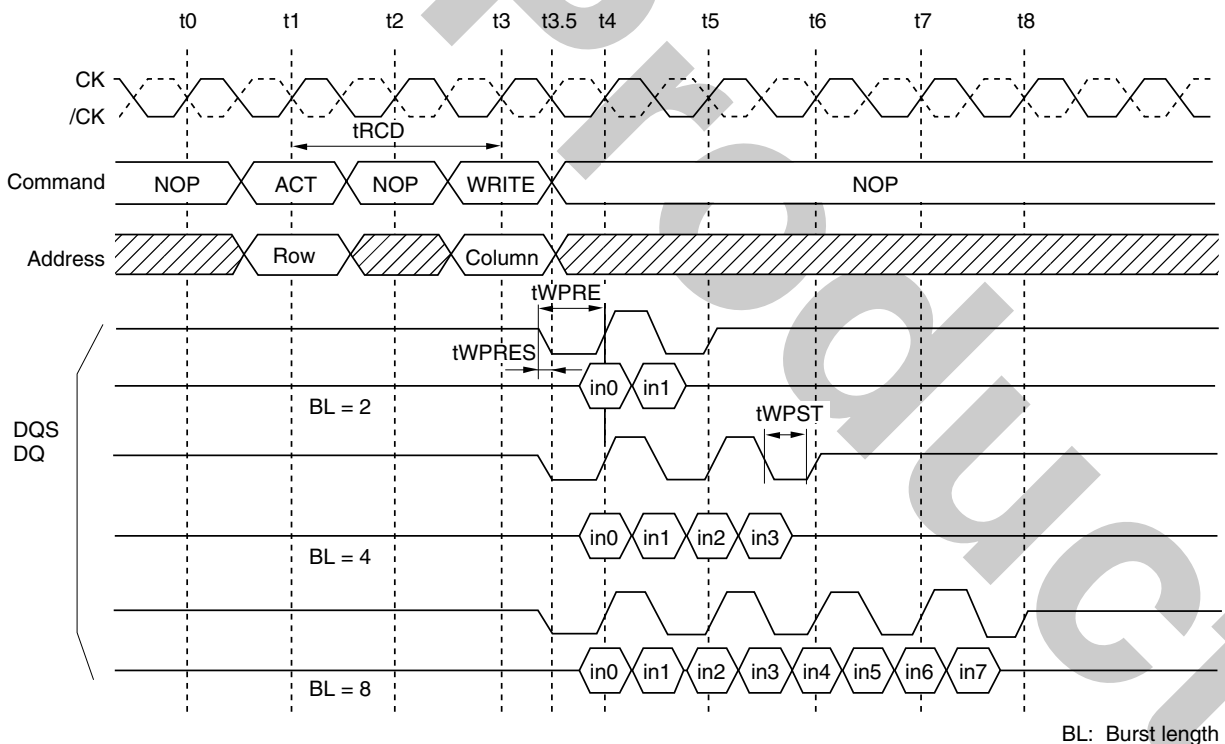 t0 t1 t2 t3 t3.5 t4 t5 t6 t7 t8
CK
/CK
tRCD
Command NOP ACT NOP WRITE NOP
Address Row Column
tWPRE
tWPRES
in0 in1
BL = 2
tWPST
DQS
DQ
in0 in1 in2 in3
BL = 4
in0 in1 in2 in3 in4 in5 in6 in7
BL = 8
BL: Burst length
Product